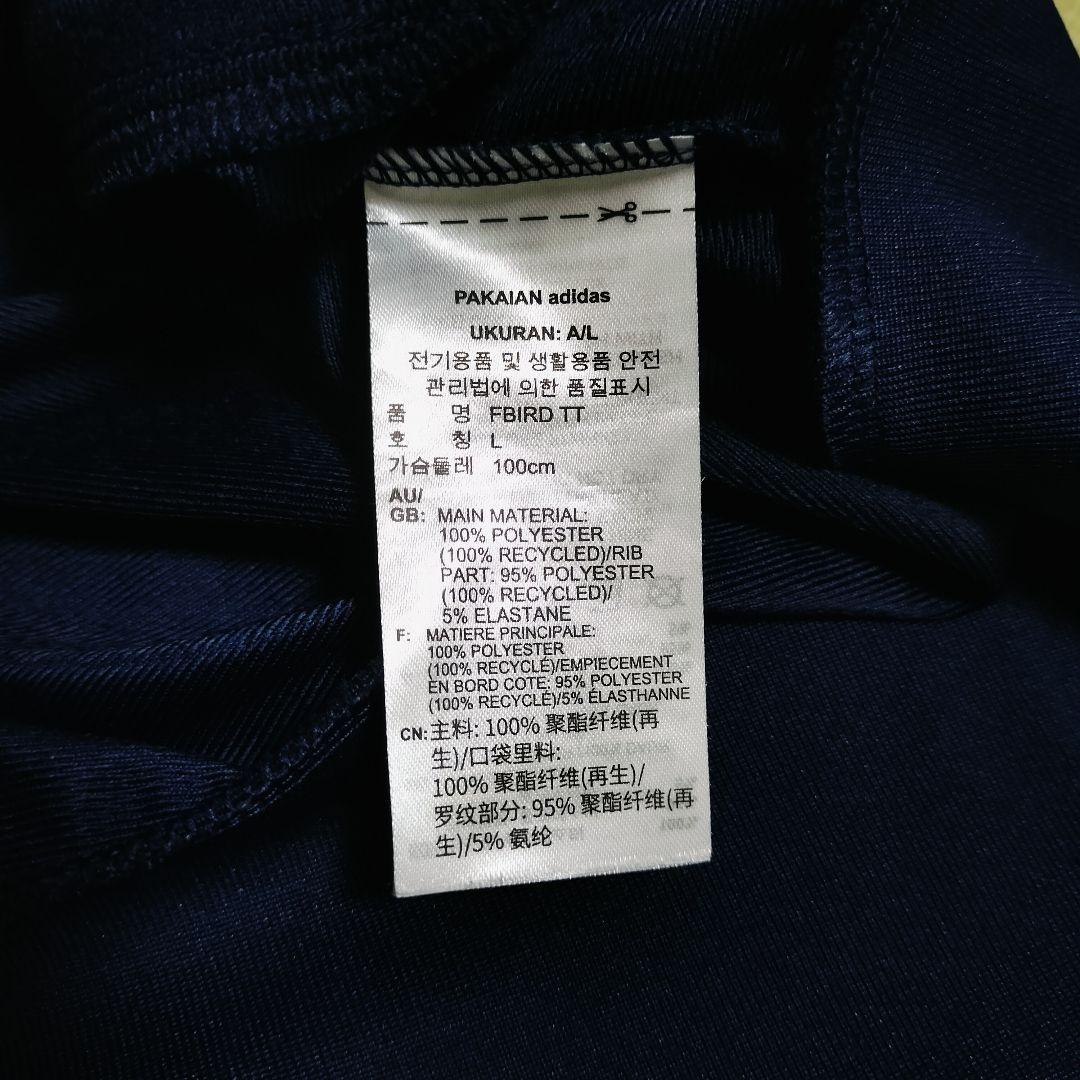 PAKAIAN adidas
UKURAN: A/L
전기용품 및 생활용품 안전
관리법에 의한 품질표시
품 명 FBIRD TT
호 칭 L
가슴둘레 100cm
AU/
GB: MAIN MATERIAL:
100% POLYESTER
(100% RECYCLED)/RIB
PART: 95% POLYESTER
(100% RECYCLED)/
5% ELASTANE
F: MATIERE PRINCIPALE:
100% POLYESTER
(100% RECYCLÉ)/EMPIECEMENT
EN BORD COTE: 95% POLYESTER
(100% RECYCLÉ)/5% ÉLASTHANNE
CN: 主料: 100% 聚酯纤维(再
生)/口袋里料:
100% 聚酯纤维(再生)/
罗纹部分: 95% 聚酯纤维(再
生)/5% 氨纶